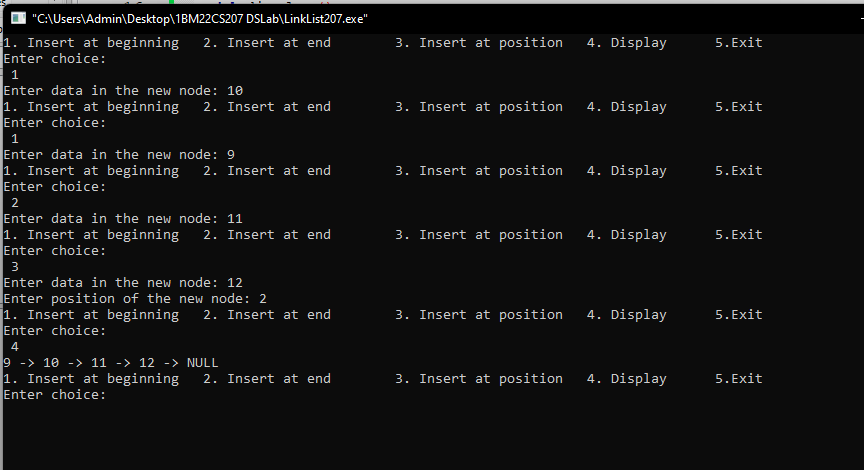 "C:\Users\Admin\Desktop\1BM22CS207 DSLab\LinkList207.exe"
1. Insert at beginning   2. Insert at end        3. Insert at position   4. Display      5.Exit
Enter choice:
 1
Enter data in the new node: 10
1. Insert at beginning   2. Insert at end        3. Insert at position   4. Display      5.Exit
Enter choice:
 1
Enter data in the new node: 9
1. Insert at beginning   2. Insert at end        3. Insert at position   4. Display      5.Exit
Enter choice:
 2
Enter data in the new node: 11
1. Insert at beginning   2. Insert at end        3. Insert at position   4. Display      5.Exit
Enter choice:
 3
Enter data in the new node: 12
Enter position of the new node: 2
1. Insert at beginning   2. Insert at end        3. Insert at position   4. Display      5.Exit
Enter choice:
 4
9 -> 10 -> 11 -> 12 -> NULL
1. Insert at beginning   2. Insert at end        3. Insert at position   4. Display      5.Exit
Enter choice: